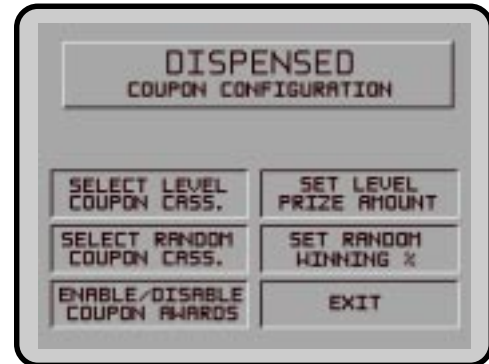 DISPENSED
COUPON CONFIGURATION
SELECT LEVEL
COUPON CASS.
SET LEVEL
PRIZE AMOUNT
SELECT RANDOM
COUPON CASS.
SET RANDOM
WINNING %
ENABLE/DISABLE
COUPON AWARDS
EXIT